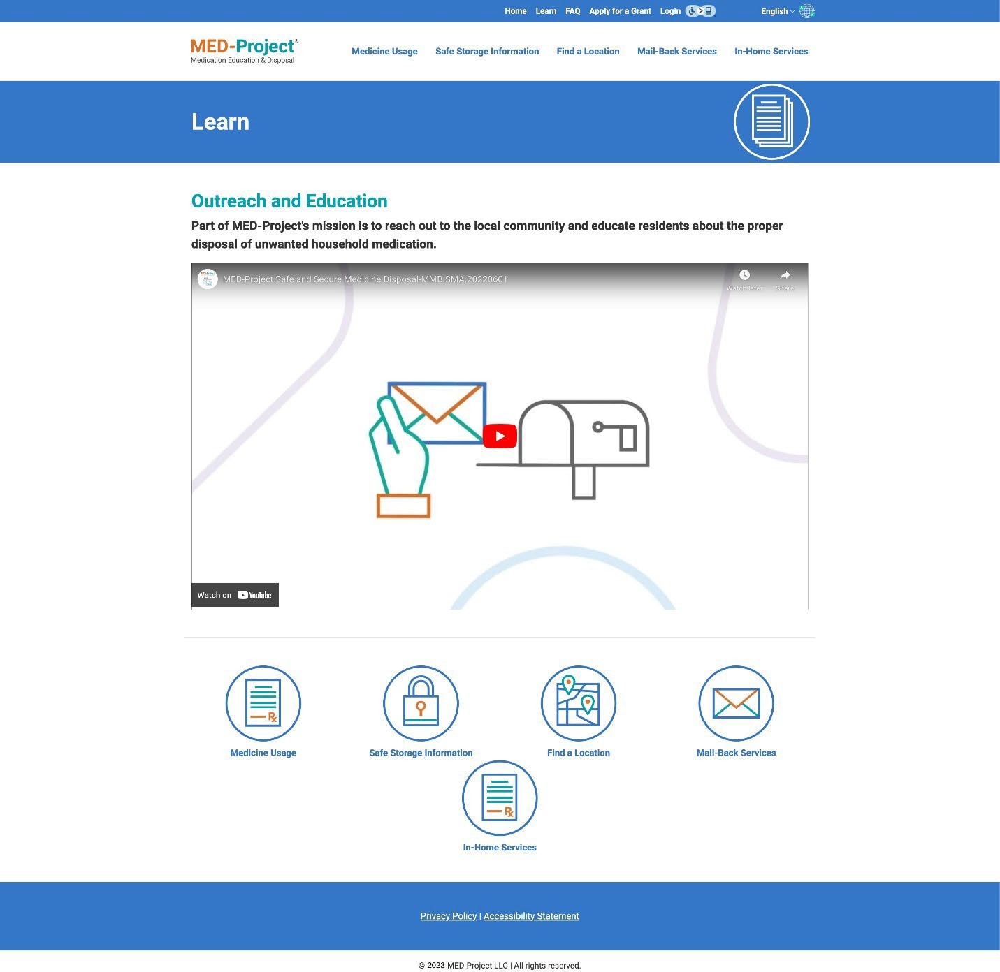 Home Learn FAQ Apply for a Grant Login English
MED-Project®
Medication Education & Disposal
Medicine Usage Safe Storage Information Find a Location Mail-Back Services In-Home Services
Learn
Outreach and Education
Part of MED-Project's mission is to reach out to the local community and educate residents about the proper
disposal of unwanted household medication.
MED-Project Safe and Secure Medicine Disposal-MMB.SMA.20220601
Watch later Share
Watch on YouTube
Rx
Medicine Usage Safe Storage Information Find a Location Mail-Back Services
Rx
In-Home Services
Privacy Policy | Accessibility Statement
© 2023 MED-Project LLC | All rights reserved.